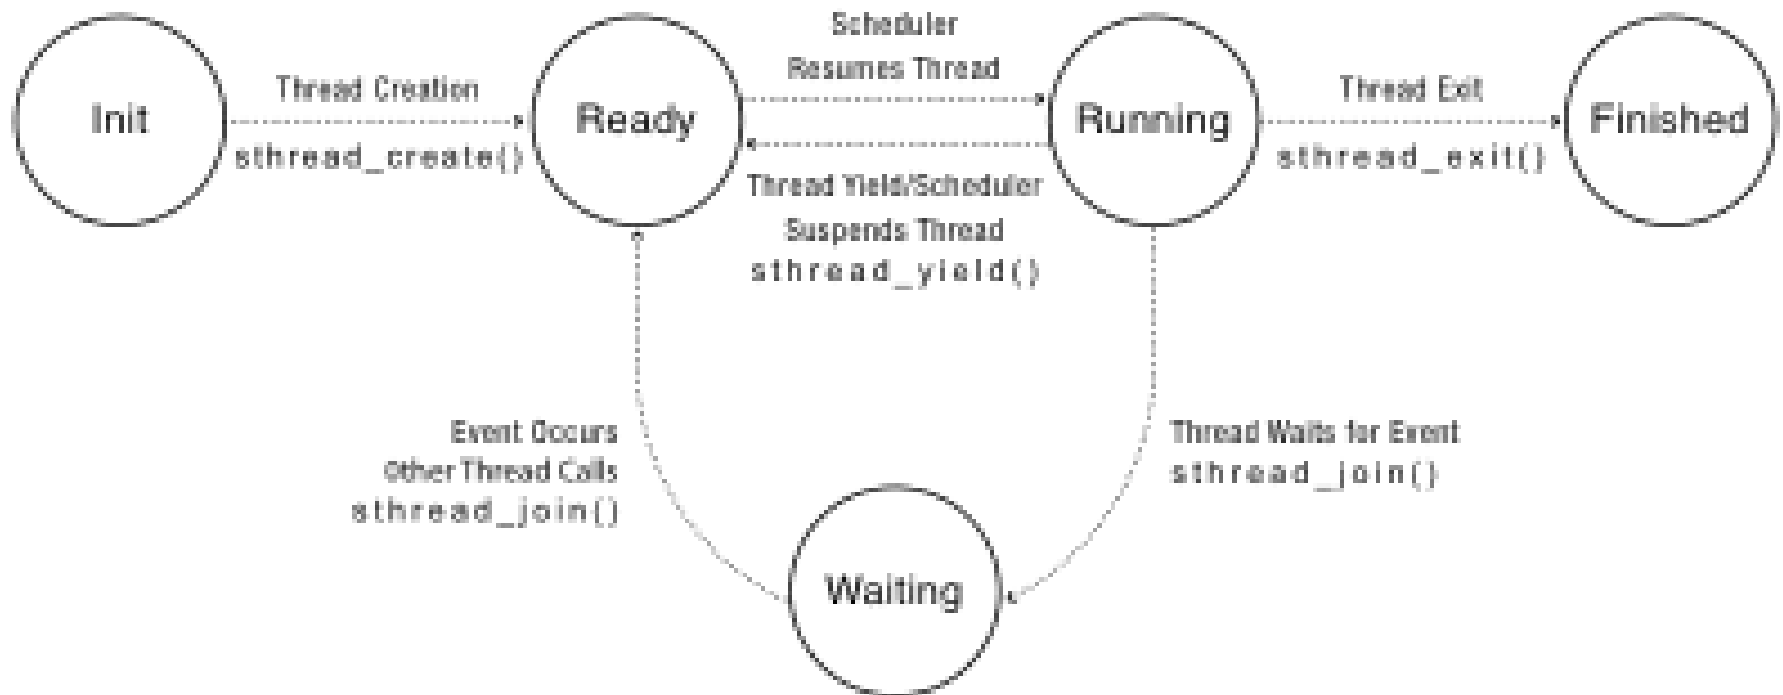 Init
Thread Creation
sthread_create()
Ready
Scheduler
Resumes Thread
Thread Yield/Scheduler
Suspends Thread
sthread_yield()
Running
Thread Exit
sthread_exit()
Finished
Event Occurs
Other Thread Calls
sthread_join()
Thread Waits for Event
sthread_join()
Waiting